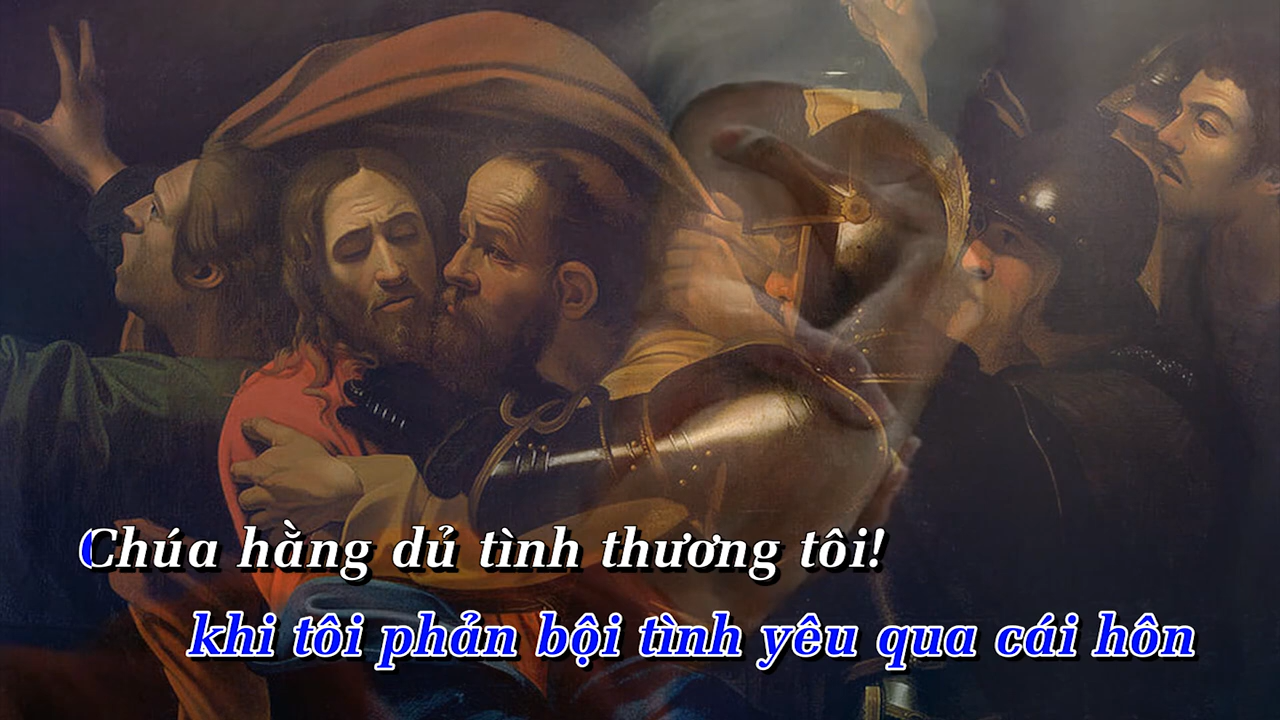 Chúa hằng dủ tình thương tôi!
khi tôi phản bội tình yêu qua cái hôn